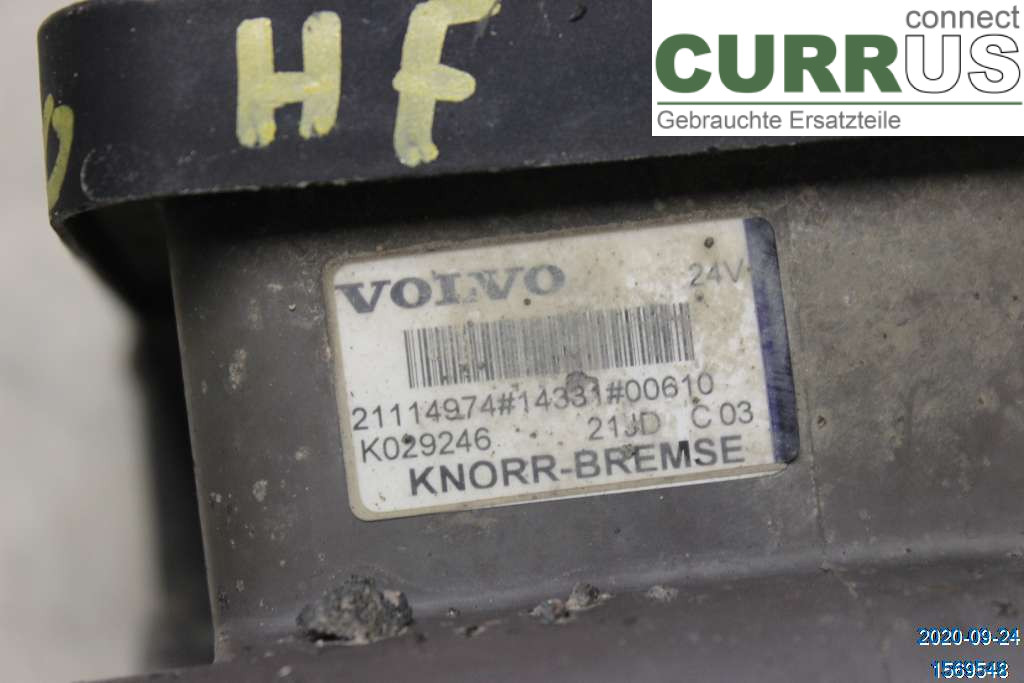 HF
connect
CURRUS
Gebrauchte Ersatzteile
VOLVO 24V
21114974#14331#00610
K029246 21JD C 03
KNORR-BREMSE
2020-09-24
1569548